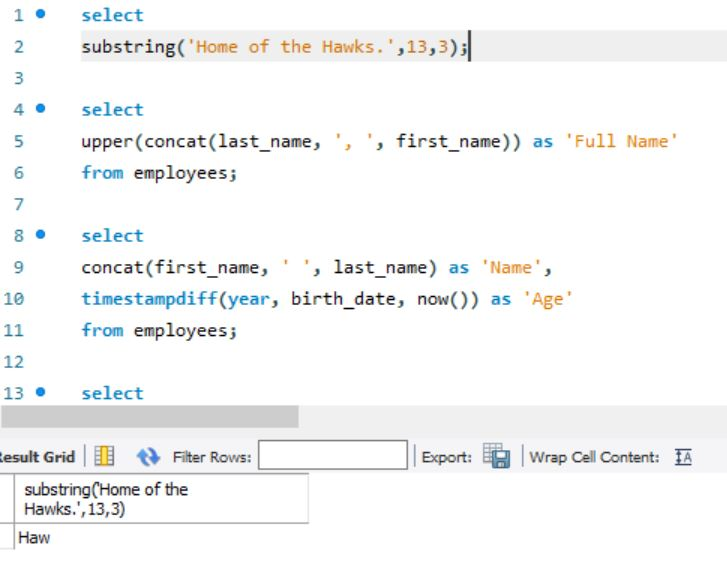 1 select
2 substring('Home of the Hawks.',13,3);
3
4 select
5 upper(concat(last_name, ', ', first_name)) as 'Full Name'
6 from employees;
7
8 select
9 concat(first_name, ' ', last_name) as 'Name',
10 timestampdiff(year, birth_date, now()) as 'Age'
11 from employees;
12
13 select
Result Grid Filter Rows: Export: Wrap Cell Content: IA
substring('Home of the
Hawks.',13,3)
Haw